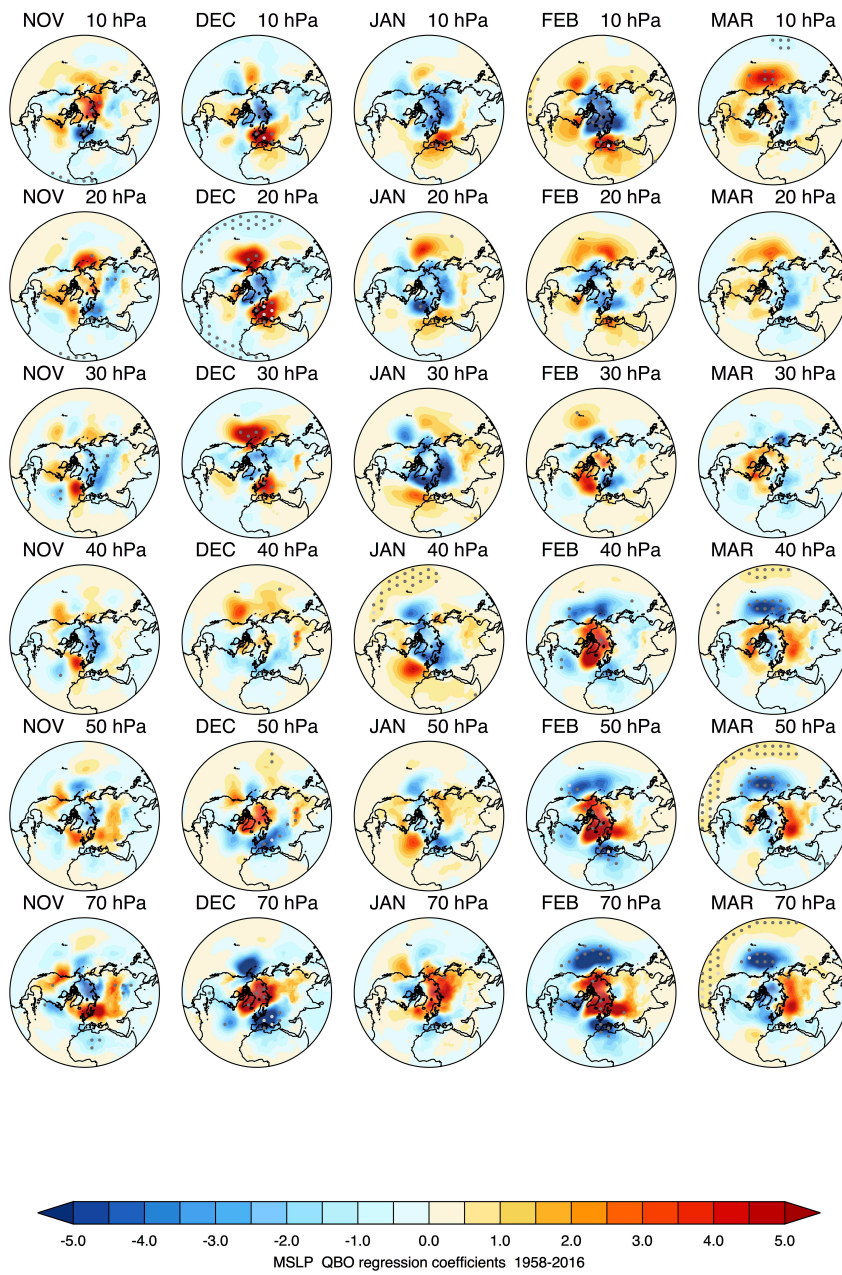 NOV 10 hPa DEC 10 hPa JAN 10 hPa FEB 10 hPa MAR 10 hPa
NOV 20 hPa DEC 20 hPa JAN 20 hPa FEB 20 hPa MAR 20 hPa
NOV 30 hPa DEC 30 hPa JAN 30 hPa FEB 30 hPa MAR 30 hPa
NOV 40 hPa DEC 40 hPa JAN 40 hPa FEB 40 hPa MAR 40 hPa
NOV 50 hPa DEC 50 hPa JAN 50 hPa FEB 50 hPa MAR 50 hPa
NOV 70 hPa DEC 70 hPa JAN 70 hPa FEB 70 hPa MAR 70 hPa
-5.0 -4.0 -3.0 -2.0 -1.0 0.0 1.0 2.0 3.0 4.0 5.0
MSLP QBO regression coefficients 1958-2016